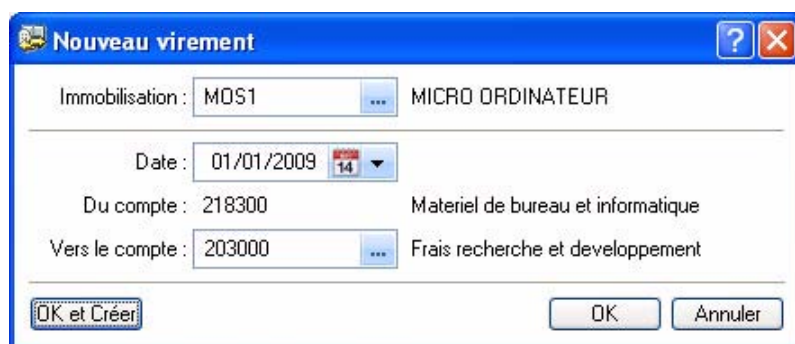 Nouveau virement
Immobilisation : MOS1 ... MICRO ORDINATEUR
Date : 01/01/2009 14
Du compte : 218300 Materiel de bureau et informatique
Vers le compte : 203000 ... Frais recherche et developpement
OK et Créer OK Annuler